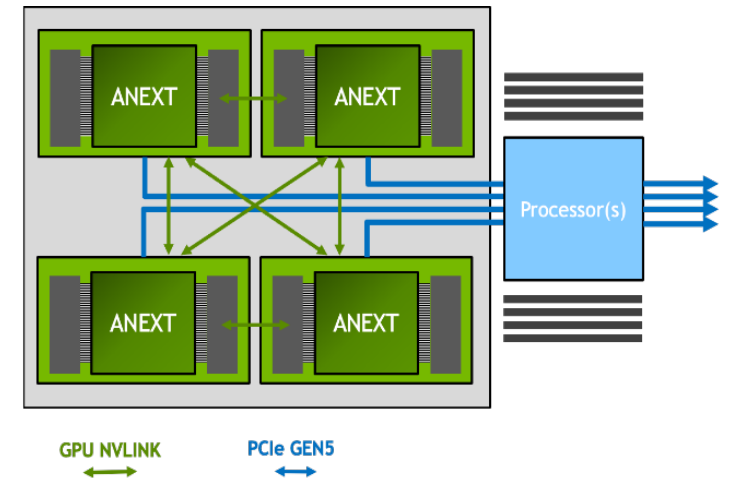 ANEXT
ANEXT
Processor(s)
ANEXT
ANEXT
GPU NVLINK
PCIe GEN5